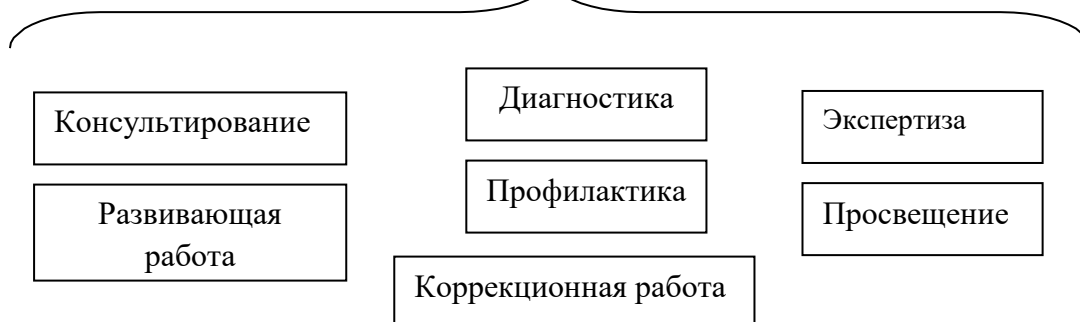 Консультирование
Диагностика
Экспертиза
Развивающая
работа
Профилактика
Просвещение
Коррекционная работа